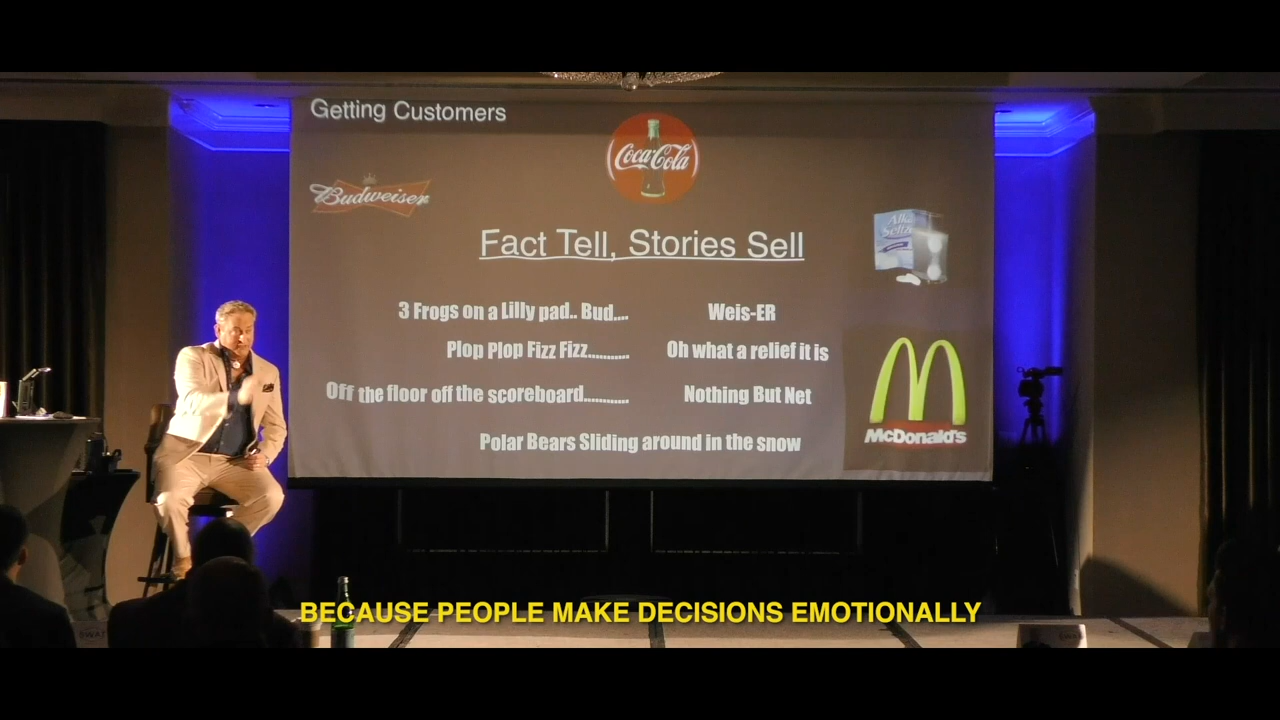 Getting Customers
Coca-Cola
Budweiser
Alka
Seltz
Fact Tell, Stories Sell
3 Frogs on a Lilly pad.. Bud.... Weis-ER
Plop Plop Fizz Fizz........... Oh what a relief it is
Off the floor off the scoreboard............ Nothing But Net
McDonald's
Polar Bears Sliding around in the snow
BECAUSE PEOPLE MAKE DECISIONS EMOTIONALLY